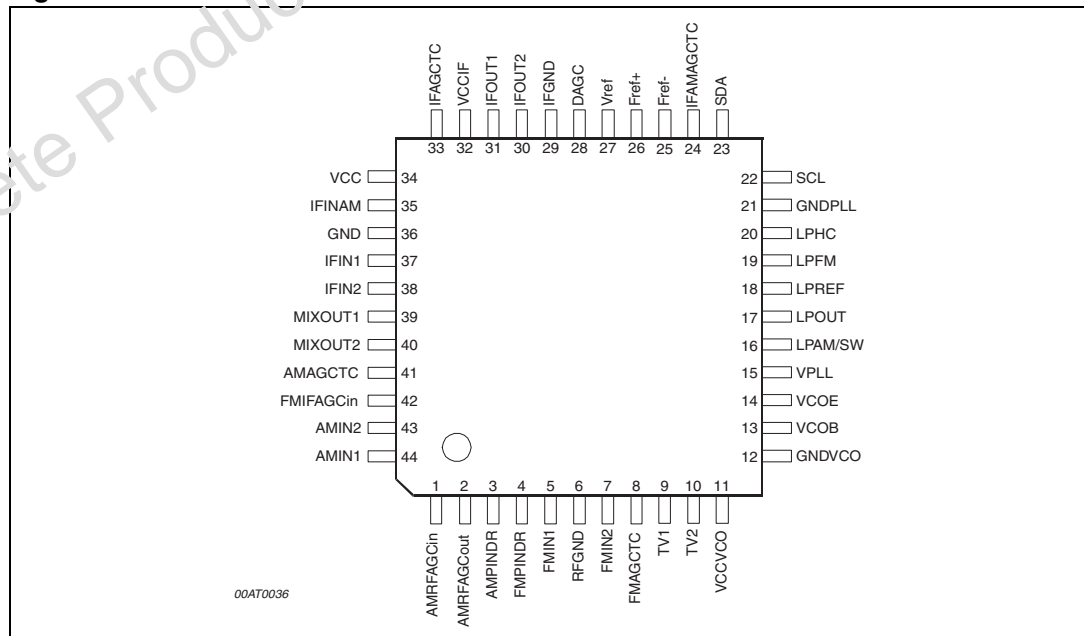 ete Produc
IFAGCTC
VCCIF
IFOUT1
IFOUT2
IFGND
DAGC
Vref
Fref+
Fref-
IFAMAGCTC
SDA
33 32 31 30 29 28 27 26 25 24 23
VCC 34
IFINAM 35
GND 36
IFIN1 37
IFIN2 38
MIXOUT1 39
MIXOUT2 40
AMAGCTC 41
FMIFAGCin 42
AMIN2 43
AMIN1 44
22 SCL
21 GNDPLL
20 LPHC
19 LPFM
18 LPREF
17 LPOUT
16 LPAM/SW
15 VPLL
14 VCOE
13 VCOB
12 GNDVCO
1 2 3 4 5 6 7 8 9 10 11
AMRFAGCin
AMRFAGCout
AMPINDR
FMPINDR
FMIN1
RFGND
FMIN2
FMAGCTC
TV1
TV2
VCCVCO
00AT0036